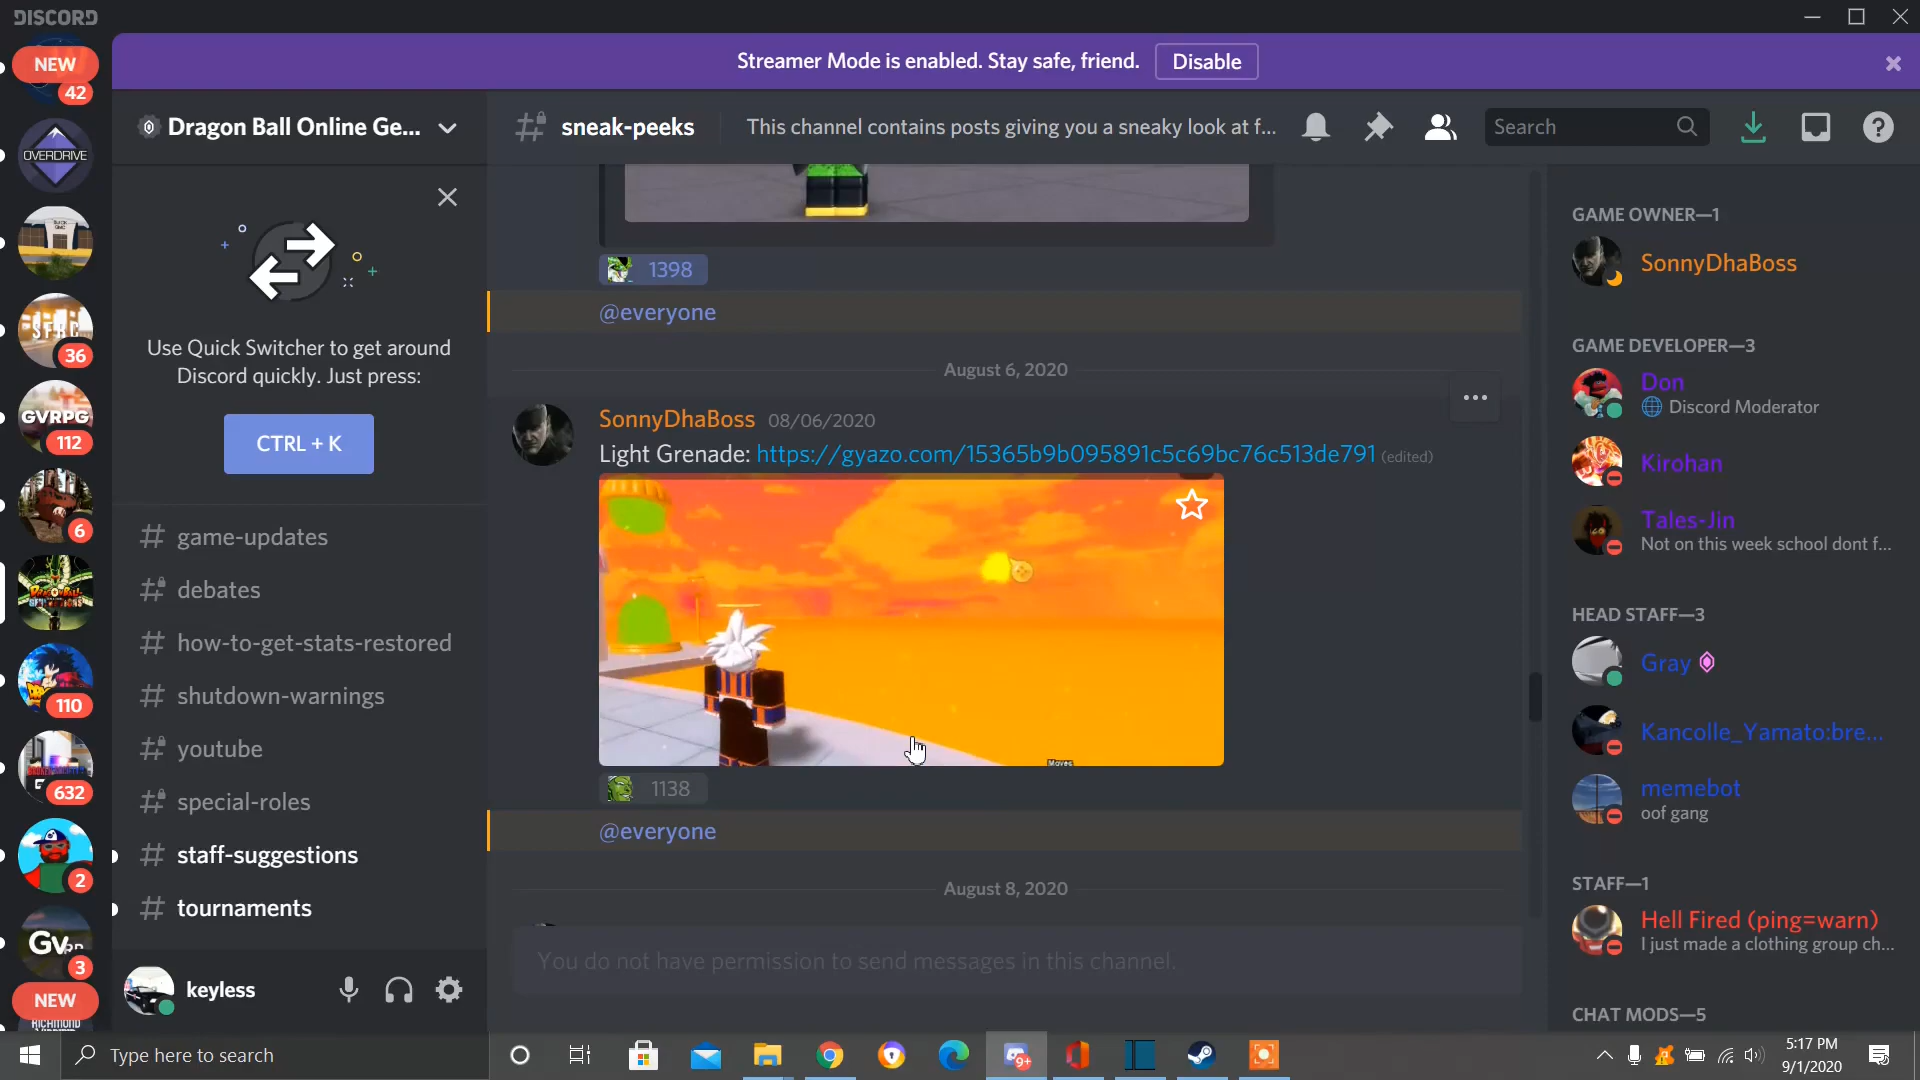 DISCORD
Streamer Mode is enabled. Stay safe, friend.
Disable
NEW
42
OVERDRIVE
36
GVRPG
112
6
110
632
2
3
NEW
Dragon Ball Online Ge...
Use Quick Switcher to get around
Discord quickly. Just press:
CTRL + K
game-updates
debates
how-to-get-stats-restored
shutdown-warnings
youtube
special-roles
staff-suggestions
tournaments
keyless
sneak-peeks
This channel contains posts giving you a sneaky look at f...
Search
1398
@everyone
August 6, 2020
SonnyDhaBoss 08/06/2020
Light Grenade: https://gyazo.com/15365b9b095891c5c69bc76c513de791 (edited)
Moves
1138
@everyone
August 8, 2020
You do not have permission to send messages in this channel.
GAME OWNER—1
SonnyDhaBoss
GAME DEVELOPER—3
Don
Discord Moderator
Kirohan
Tales-Jin
Not on this week school dont f...
HEAD STAFF—3
Gray
Kancolle_Yamato:bre...
memebot
oof gang
STAFF—1
Hell Fired (ping=warn)
I just made a clothing group ch...
CHAT MODS—5
Type here to search
9+
5:17 PM
9/1/2020